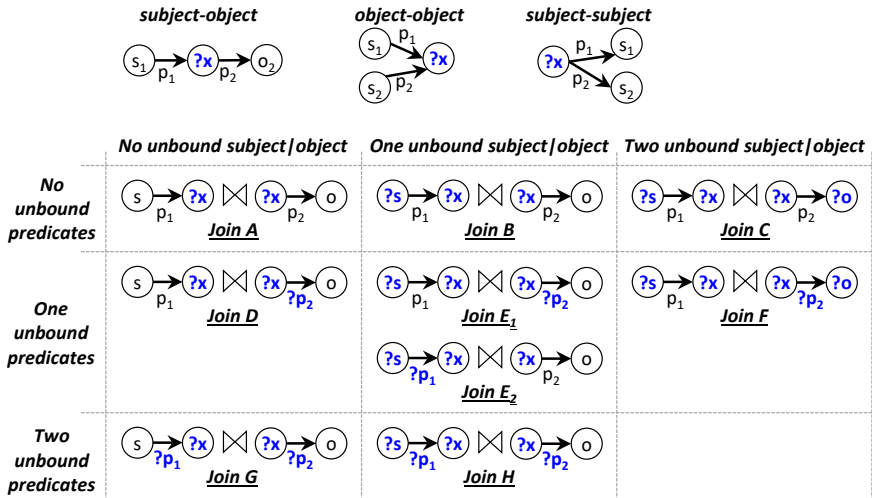 subject-object object-object subject-subject
s1 p1 ?x p2 o2 s1 p1 ?x s2 p2 ?x p1 s1 p2 s2
No unbound subject|object One unbound subject|object Two unbound subject|object
No unbound predicates
s p1 ?x ⋈ ?x p2 o
Join A
?s p1 ?x ⋈ ?x p2 o
Join B
?s p1 ?x ⋈ ?x p2 ?o
Join C
One unbound predicates
s p1 ?x ⋈ ?x ?p2 o
Join D
?s p1 ?x ⋈ ?x ?p2 o
Join E1
?s p1 ?x ⋈ ?x ?p2 ?o
Join F
?s ?p1 ?x ⋈ ?x p2 o
Join E2
Two unbound predicates
s ?p1 ?x ⋈ ?x ?p2 o
Join G
?s ?p1 ?x ⋈ ?x ?p2 o
Join H